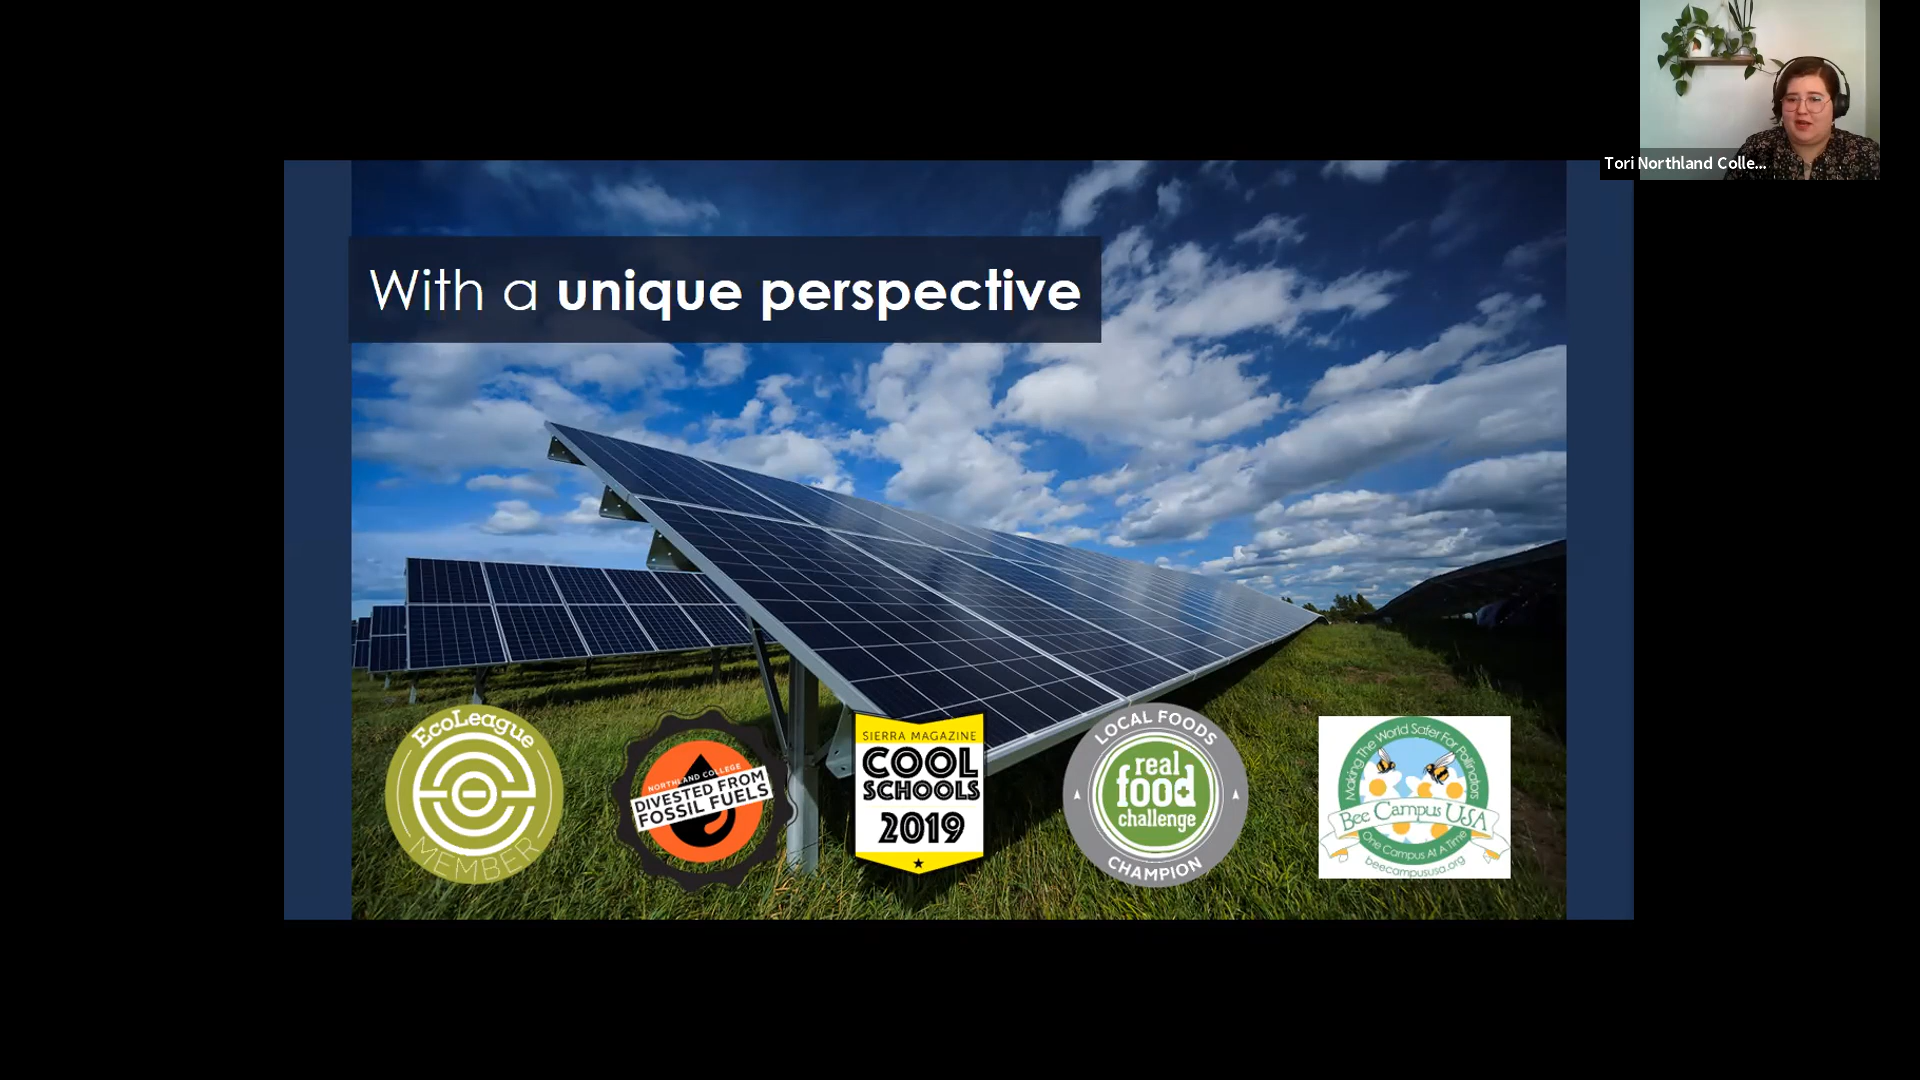 Tori Northland Colle...
With a unique perspective
EcoLeague
MEMBER
NORTHLAND COLLEGE
DIVESTED FROM
FOSSIL FUELS
SIERRA MAGAZINE
COOL
SCHOOLS
2019
LOCAL FOODS
real
food
challenge
CHAMPION
Making The World Safer For Pollinators
Bee Campus USA
One Campus At A Time
beecampususa.org